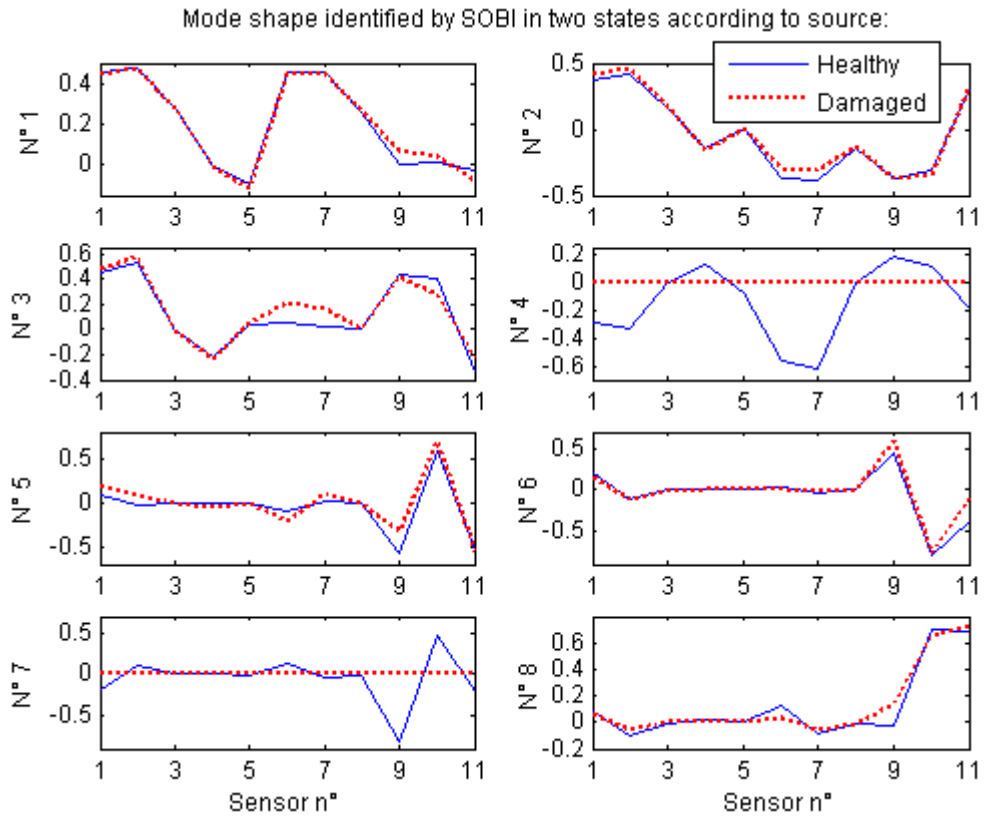 Mode shape identified by SOBI in two states according to source:
Healthy
Damaged
N° 1
0.4
0.2
0
1 3 5 7 9 11
N° 2
0.5
0
-0.5
1 3 5 7 9 11
N° 3
0.6
0.4
0.2
0
-0.2
-0.4
1 3 5 7 9 11
N° 4
0.2
0
-0.2
-0.4
-0.6
1 3 5 7 9 11
N° 5
0.5
0
-0.5
1 3 5 7 9 11
N° 6
0.5
0
-0.5
1 3 5 7 9 11
N° 7
0.5
0
-0.5
1 3 5 7 9 11
Sensor n°
N° 8
0.6
0.4
0.2
0
-0.2
1 3 5 7 9 11
Sensor n°